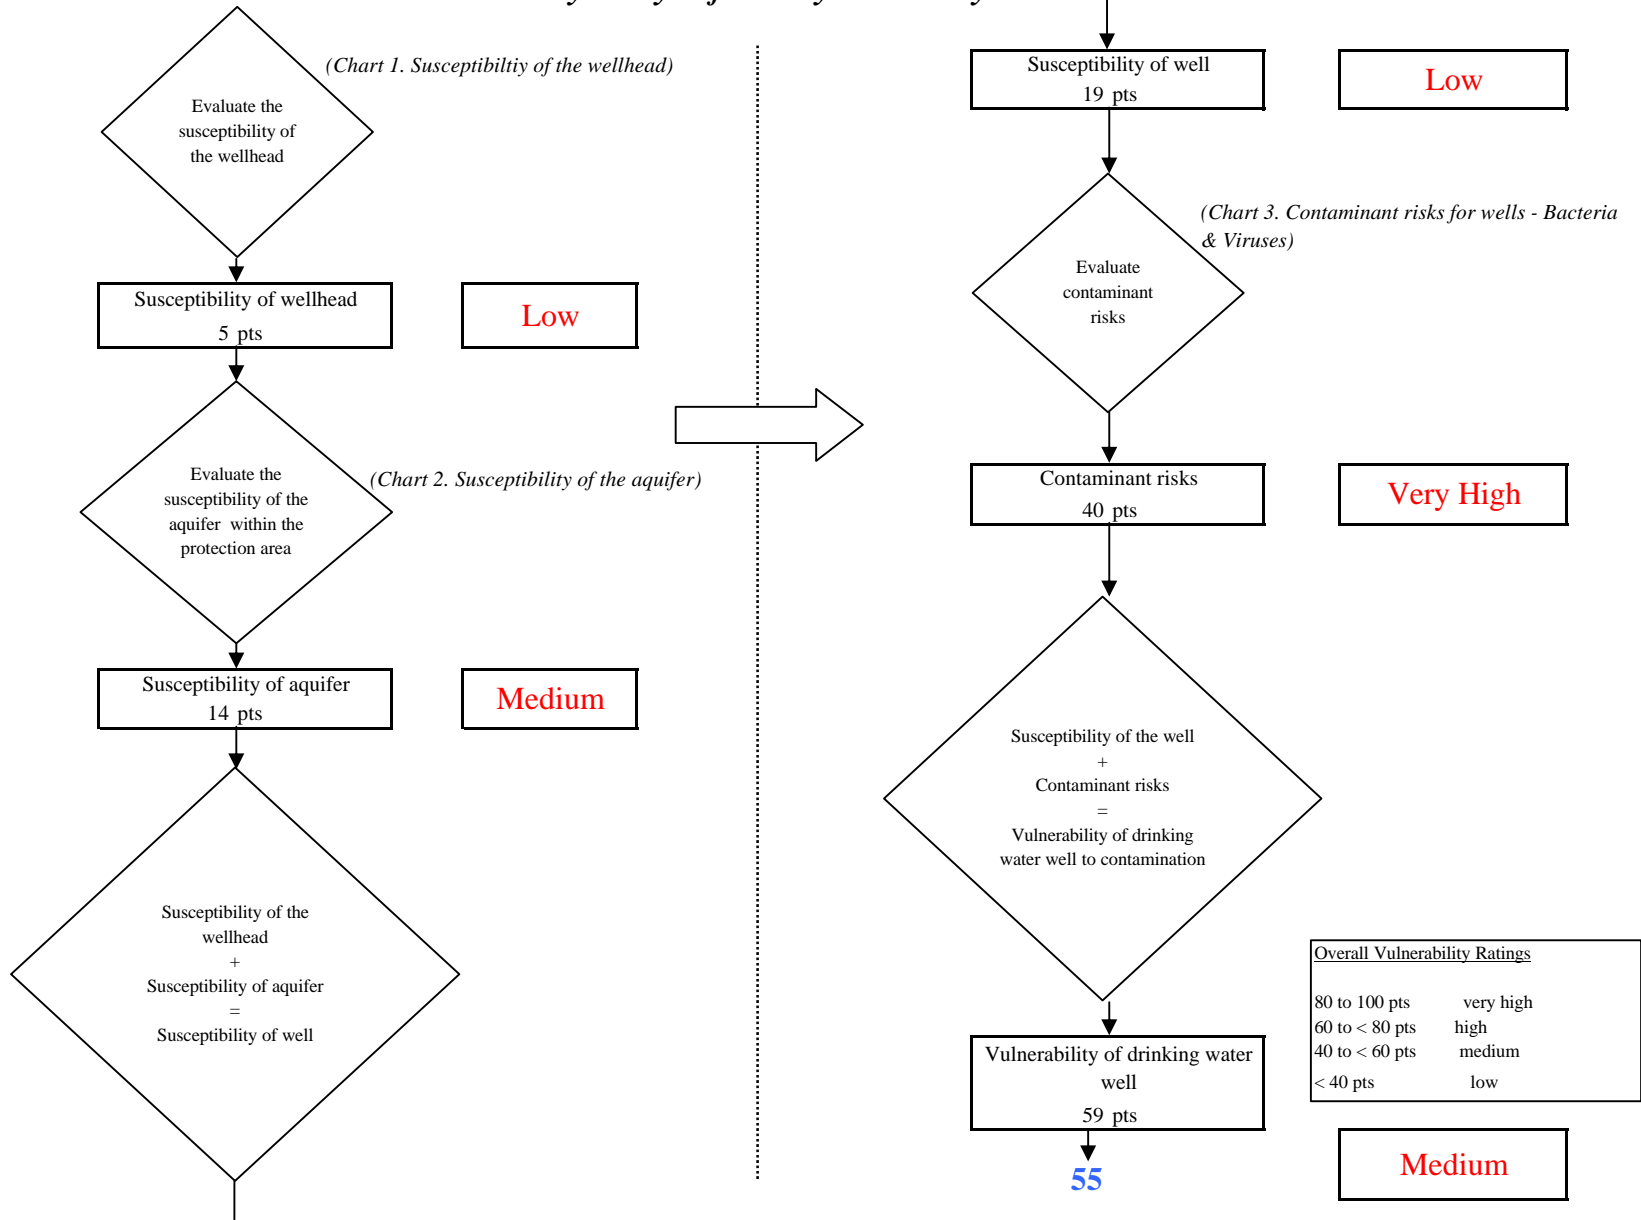 (Chart 1. Susceptibiltiy of the wellhead)
Evaluate the
susceptibility of
the wellhead
Susceptibility of wellhead
5 pts
Low
Evaluate the
susceptibility of the
aquifer within the
protection area
(Chart 2. Susceptibility of the aquifer)
Susceptibility of aquifer
14 pts
Medium
Susceptibility of the
wellhead
+
Susceptibility of aquifer
=
Susceptibility of well
Susceptibility of well
19 pts
Low
(Chart 3. Contaminant risks for wells - Bacteria
& Viruses)
Evaluate
contaminant
risks
Contaminant risks
40 pts
Very High
Susceptibility of the well
+
Contaminant risks
=
Vulnerability of drinking
water well to contamination
Overall Vulnerability Ratings
80 to 100 pts very high
60 to < 80 pts high
40 to < 60 pts medium
< 40 pts low
Vulnerability of drinking water
well
59 pts
55
Medium